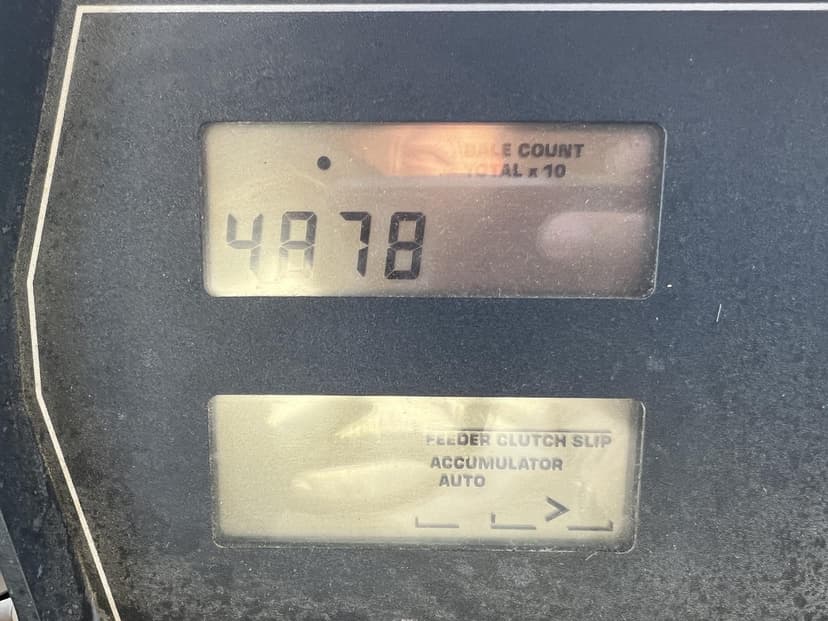 BALE COUNT
TOTAL x 10
4878
FEEDER CLUTCH SLIP
ACCUMULATOR
AUTO
>